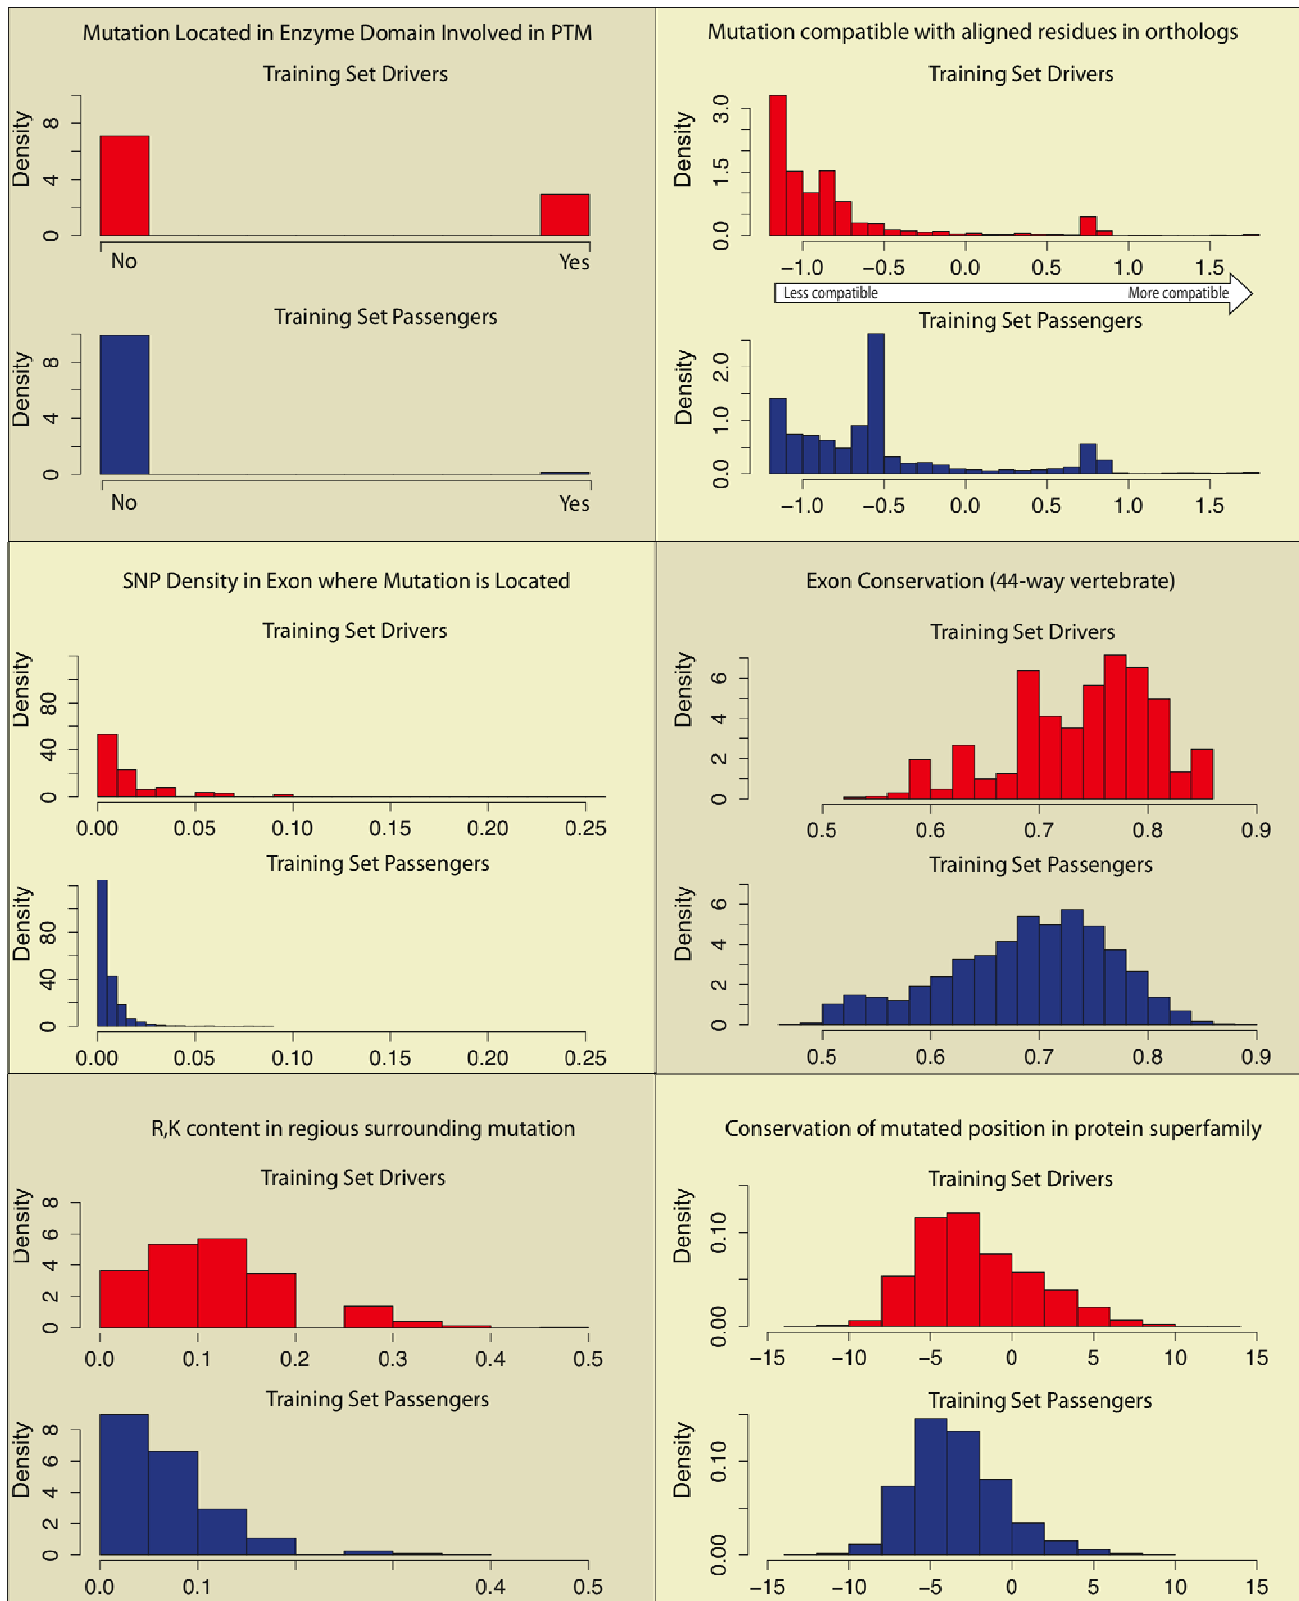 Mutation Located in Enzyme Domain Involved in PTM
Training Set Drivers
Density
0 4 8
No Yes
Training Set Passengers
Density
0 4 8
No Yes
Mutation compatible with aligned residues in orthologs
Training Set Drivers
Density
0.0 1.5 3.0
−1.0 −0.5 0.0 0.5 1.0 1.5
Less compatible More compatible
Training Set Passengers
Density
0.0 1.0 2.0
−1.0 −0.5 0.0 0.5 1.0 1.5
SNP Density in Exon where Mutation is Located
Training Set Drivers
Density
0 40 80
0.00 0.05 0.10 0.15 0.20 0.25
Training Set Passengers
Density
0 40 80
0.00 0.05 0.10 0.15 0.20 0.25
Exon Conservation (44-way vertebrate)
Training Set Drivers
Density
0 2 4 6
0.5 0.6 0.7 0.8 0.9
Training Set Passengers
Density
0 2 4 6
0.5 0.6 0.7 0.8 0.9
R,K content in regious surrounding mutation
Training Set Drivers
Density
0 2 4 6 8
0.0 0.1 0.2 0.3 0.4 0.5
Training Set Passengers
Density
0 2 4 6 8
0.0 0.1 0.4 0.5
Conservation of mutated position in protein superfamily
Training Set Drivers
Density
0.00 0.10
−15 −10 −5 0 5 10 15
Training Set Passengers
Density
0.00 0.10
−15 −10 −5 0 5 10 15